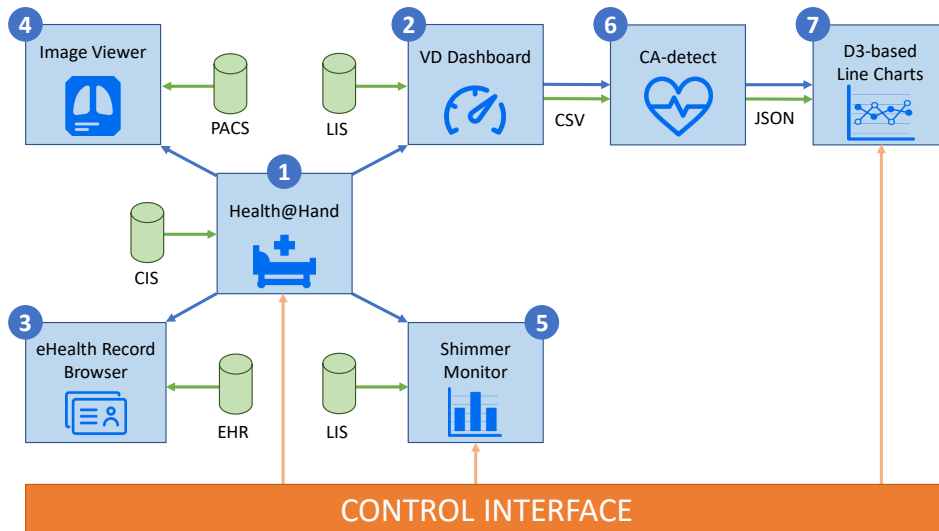 4
Image Viewer
PACS
LIS
2
VD Dashboard
CSV
6
CA-detect
JSON
7
D3-based
Line Charts
1
Health@Hand
CIS
3
eHealth Record
Browser
EHR
LIS
5
Shimmer
Monitor
CONTROL INTERFACE